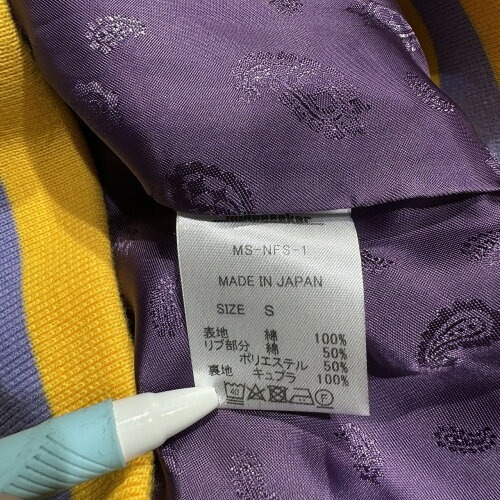 MS-NFS-1
MADE IN JAPAN
SIZE S
表地 綿 100%
リブ部分 綿 50%
ポリエステル 50%
裏地 キュプラ 100%
40 F